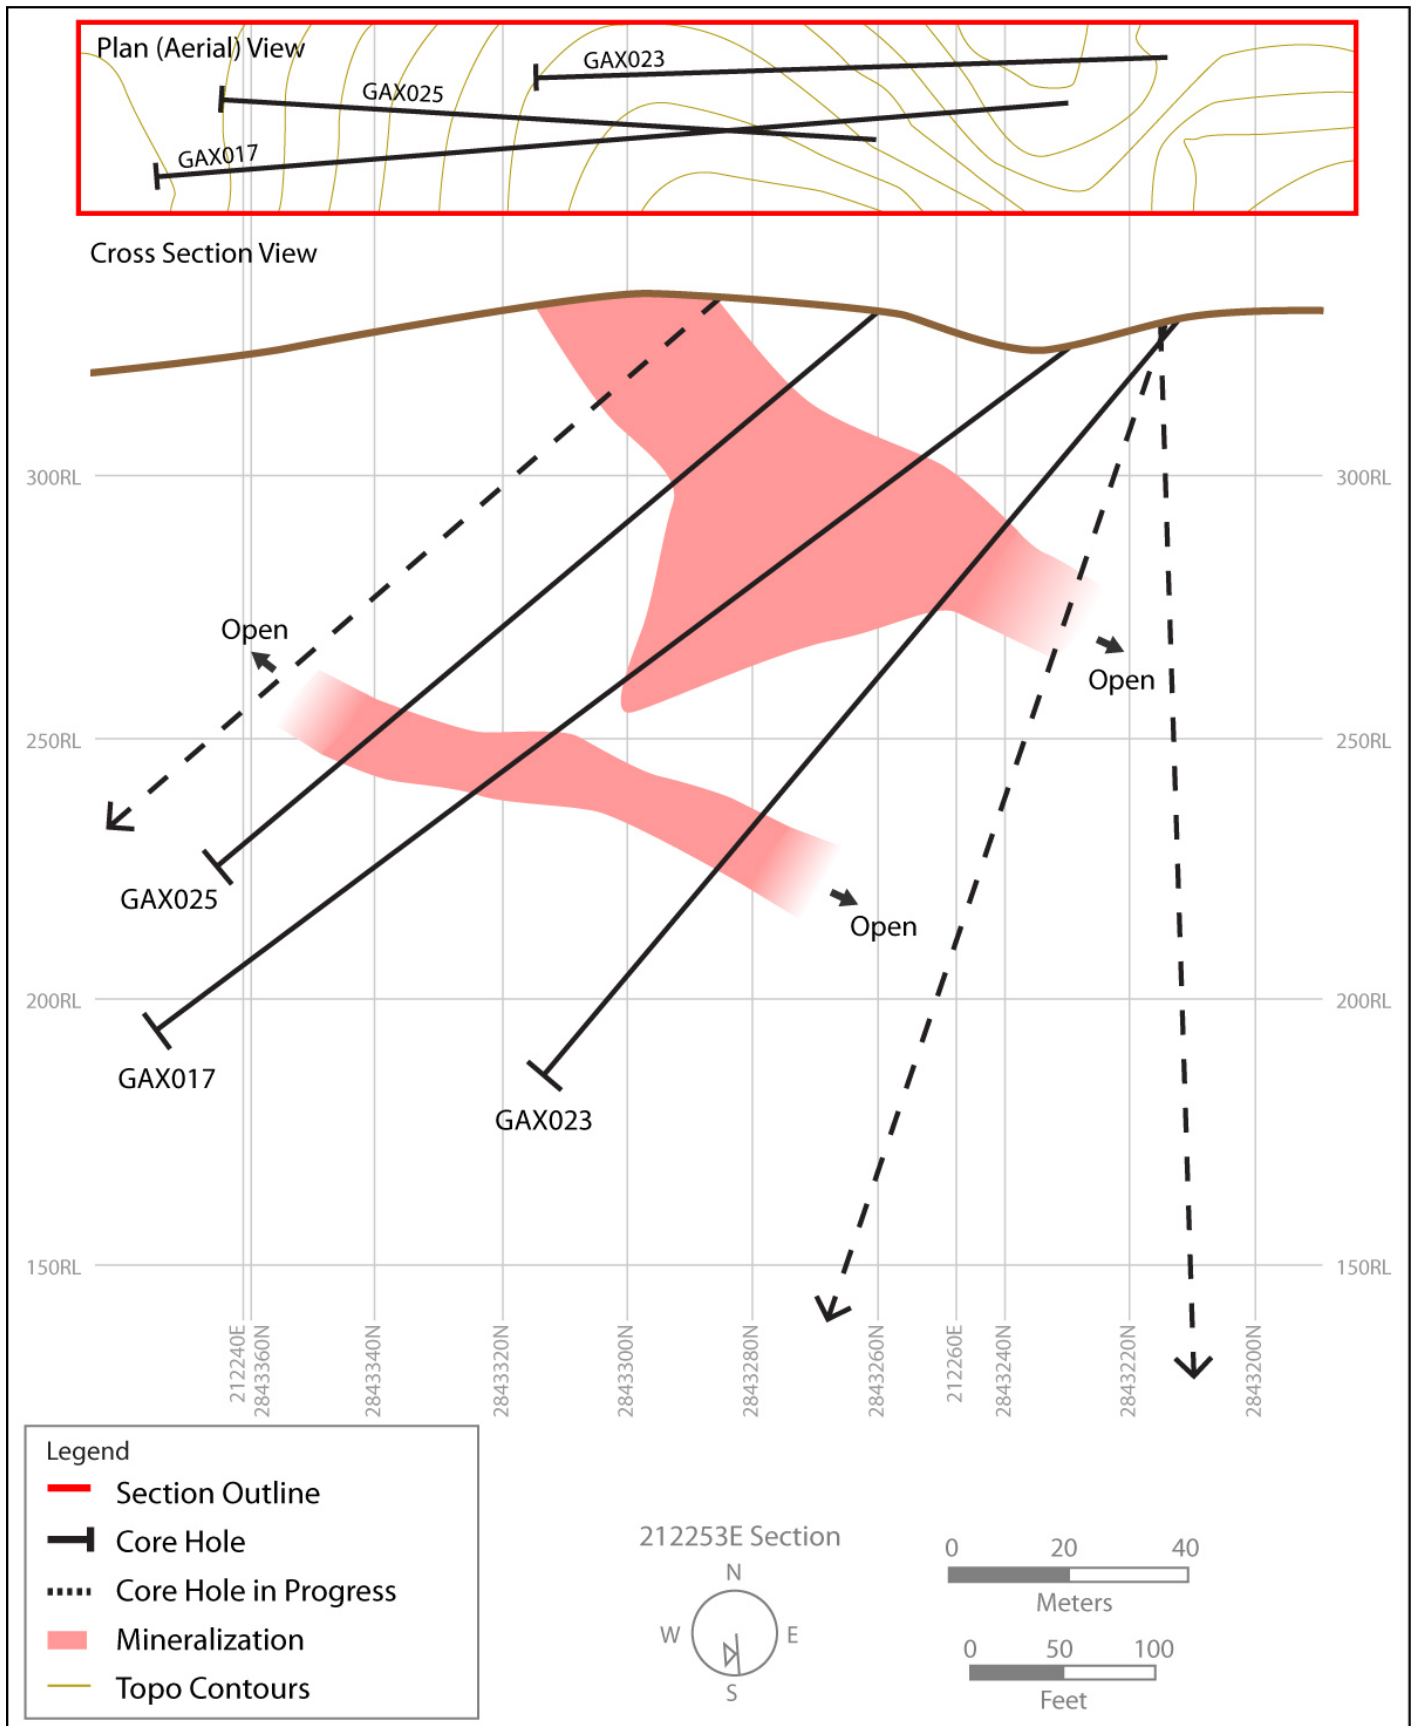 Plan (Aerial) View
GAX023
GAX025
GAX017
Cross Section View
300RL 300RL
Open
Open
250RL 250RL
GAX025
Open
200RL 200RL
GAX017
GAX023
150RL 150RL
212240E
2843360N
2843340N
2843320N
2843300N
2843280N
2843260N
212260E
2843240N
2843220N
2843200N
Legend
Section Outline
Core Hole
Core Hole in Progress
Mineralization
Topo Contours
212253E Section
N
W E
S
0 20 40
Meters
0 50 100
Feet